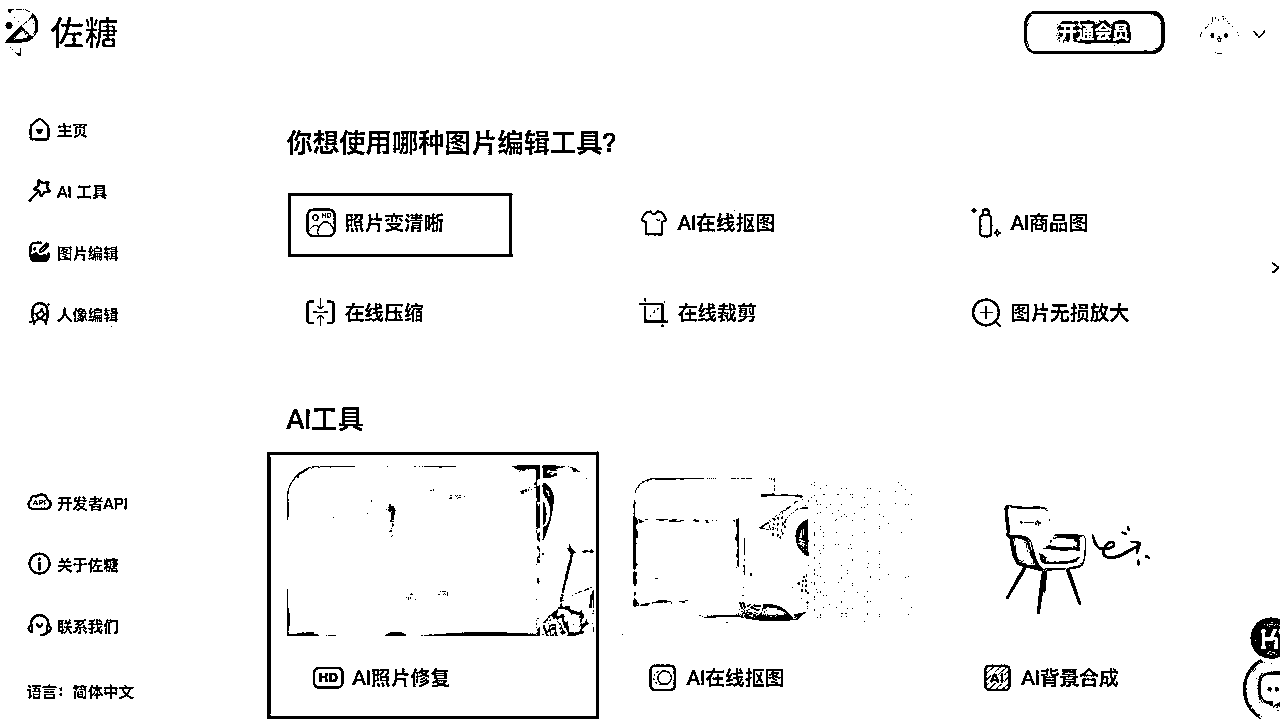 佐糖
开通会员
主页
AI 工具
图片编辑
人像编辑
开发者API
关于佐糖
联系我们
语言：简体中文
你想使用哪种图片编辑工具?
照片变清晰
AI在线抠图
AI商品图
在线压缩
在线裁剪
图片无损放大
AI工具
HD AI照片修复
AI在线抠图
AI背景合成